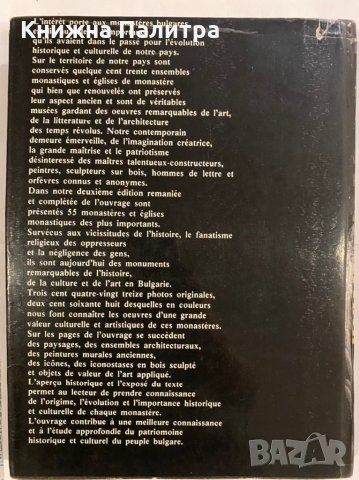 Книжна Палитра
L'intérêt porte aux monastères bulgares
qu'ils avaient dans le passe pour l'évolution
historique et culturelle de notre pays.
Sur le territoire de notre pays sont
conservés quelque cent trente ensembles
monastiques et églises de monastère
qui bien que renouvelés ont préservés
leur aspect ancien et sont de véritables
musées gardant des oeuvres remarquables de l'art,
de la litterature et de l'architecture
des temps révolus. Notre contemporain
demeure émerveille, de l'imagination créatrice,
la grande maîtrise et le patriotisme
désinteressé des maîtres talentueux-constructeurs,
peintres, sculpteurs sur bois, hommes de lettre et
orfèvres connus et anonymes.
Dans notre deuxième édition remaniée
et complétée de l'ouvrage sont
présentés 55 monastères et églises
monastiques des plus importants.
Survécus aux vicissitudes de l'histoire, le fanatisme
religieux des oppresseurs
et la négligence des gens,
ils sont aujourd'hui des monuments
remarquables de l'histoire,
de la culture et de l'art en Bulgarie.
Trois cent quatre-vingt treize photos originales,
deux cent soixante huit desquelles en couleurs
nous font connaître les oeuvres d'une grande
valeur culturelle et artistiques de ces monastères.
Sur les pages de l'ouvrage se succèdent
des paysages, des ensembles architecturaux,
des peintures murales anciennes,
des icônes, des iconostases en bois sculpté
et objets de valeur de l'art appliqué.
L'aperçu historique et l'exposé du texte
permet au lecteur de prendre connaissance
de l'origine, l'évolution et l'importance historique
et culturelle de chaque monastère.
L'ouvrage contribue à une meilleure connaissance
et à l'étude approfondie du patrimoine
historique et culturel du peuple bulgare.
BAZAR